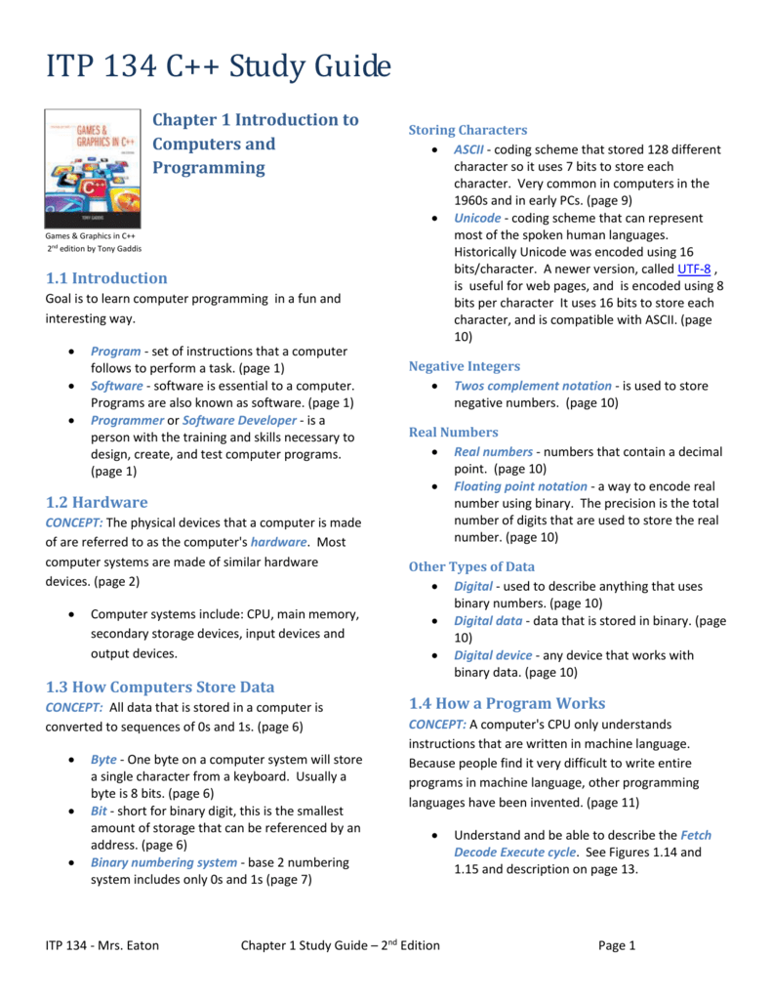 ITP 134 C++ Study Guide
GAMES &
GRAPHICS IN C++
C++
TONY GADDIS
Games & Graphics in C++
2nd edition by Tony Gaddis
Chapter 1 Introduction to
Computers and
Programming
1.1 Introduction
Goal is to learn computer programming in a fun and
interesting way.
• Program - set of instructions that a computer
follows to perform a task. (page 1)
• Software - software is essential to a computer.
Programs are also known as software. (page 1)
• Programmer or Software Developer - is a
person with the training and skills necessary to
design, create, and test computer programs.
(page 1)
1.2 Hardware
CONCEPT: The physical devices that a computer is made
of are referred to as the computer's hardware. Most
computer systems are made of similar hardware
devices. (page 2)
• Computer systems include: CPU, main memory,
secondary storage devices, input devices and
output devices.
1.3 How Computers Store Data
CONCEPT: All data that is stored in a computer is
converted to sequences of 0s and 1s. (page 6)
• Byte - One byte on a computer system will store
a single character from a keyboard. Usually a
byte is 8 bits. (page 6)
• Bit - short for binary digit, this is the smallest
amount of storage that can be referenced by an
address. (page 6)
• Binary numbering system - base 2 numbering
system includes only 0s and 1s (page 7)
Storing Characters
• ASCII - coding scheme that stored 128 different
character so it uses 7 bits to store each
character. Very common in computers in the
1960s and in early PCs. (page 9)
• Unicode - coding scheme that can represent
most of the spoken human languages.
Historically Unicode was encoded using 16
bits/character. A newer version, called UTF-8 ,
is useful for web pages, and is encoded using 8
bits per character It uses 16 bits to store each
character, and is compatible with ASCII. (page
10)
Negative Integers
• Twos complement notation - is used to store
negative numbers. (page 10)
Real Numbers
• Real numbers - numbers that contain a decimal
point. (page 10)
• Floating point notation - a way to encode real
number using binary. The precision is the total
number of digits that are used to store the real
number. (page 10)
Other Types of Data
• Digital - used to describe anything that uses
binary numbers. (page 10)
• Digital data - data that is stored in binary. (page
10)
• Digital device - any device that works with
binary data. (page 10)
1.4 How a Program Works
CONCEPT: A computer's CPU only understands
instructions that are written in machine language.
Because people find it very difficult to write entire
programs in machine language, other programming
languages have been invented. (page 11)
• Understand and be able to describe the Fetch
Decode Execute cycle. See Figures 1.14 and
1.15 and description on page 13.
ITP 134 - Mrs. Eaton Chapter 1 Study Guide – 2nd Edition Page 1